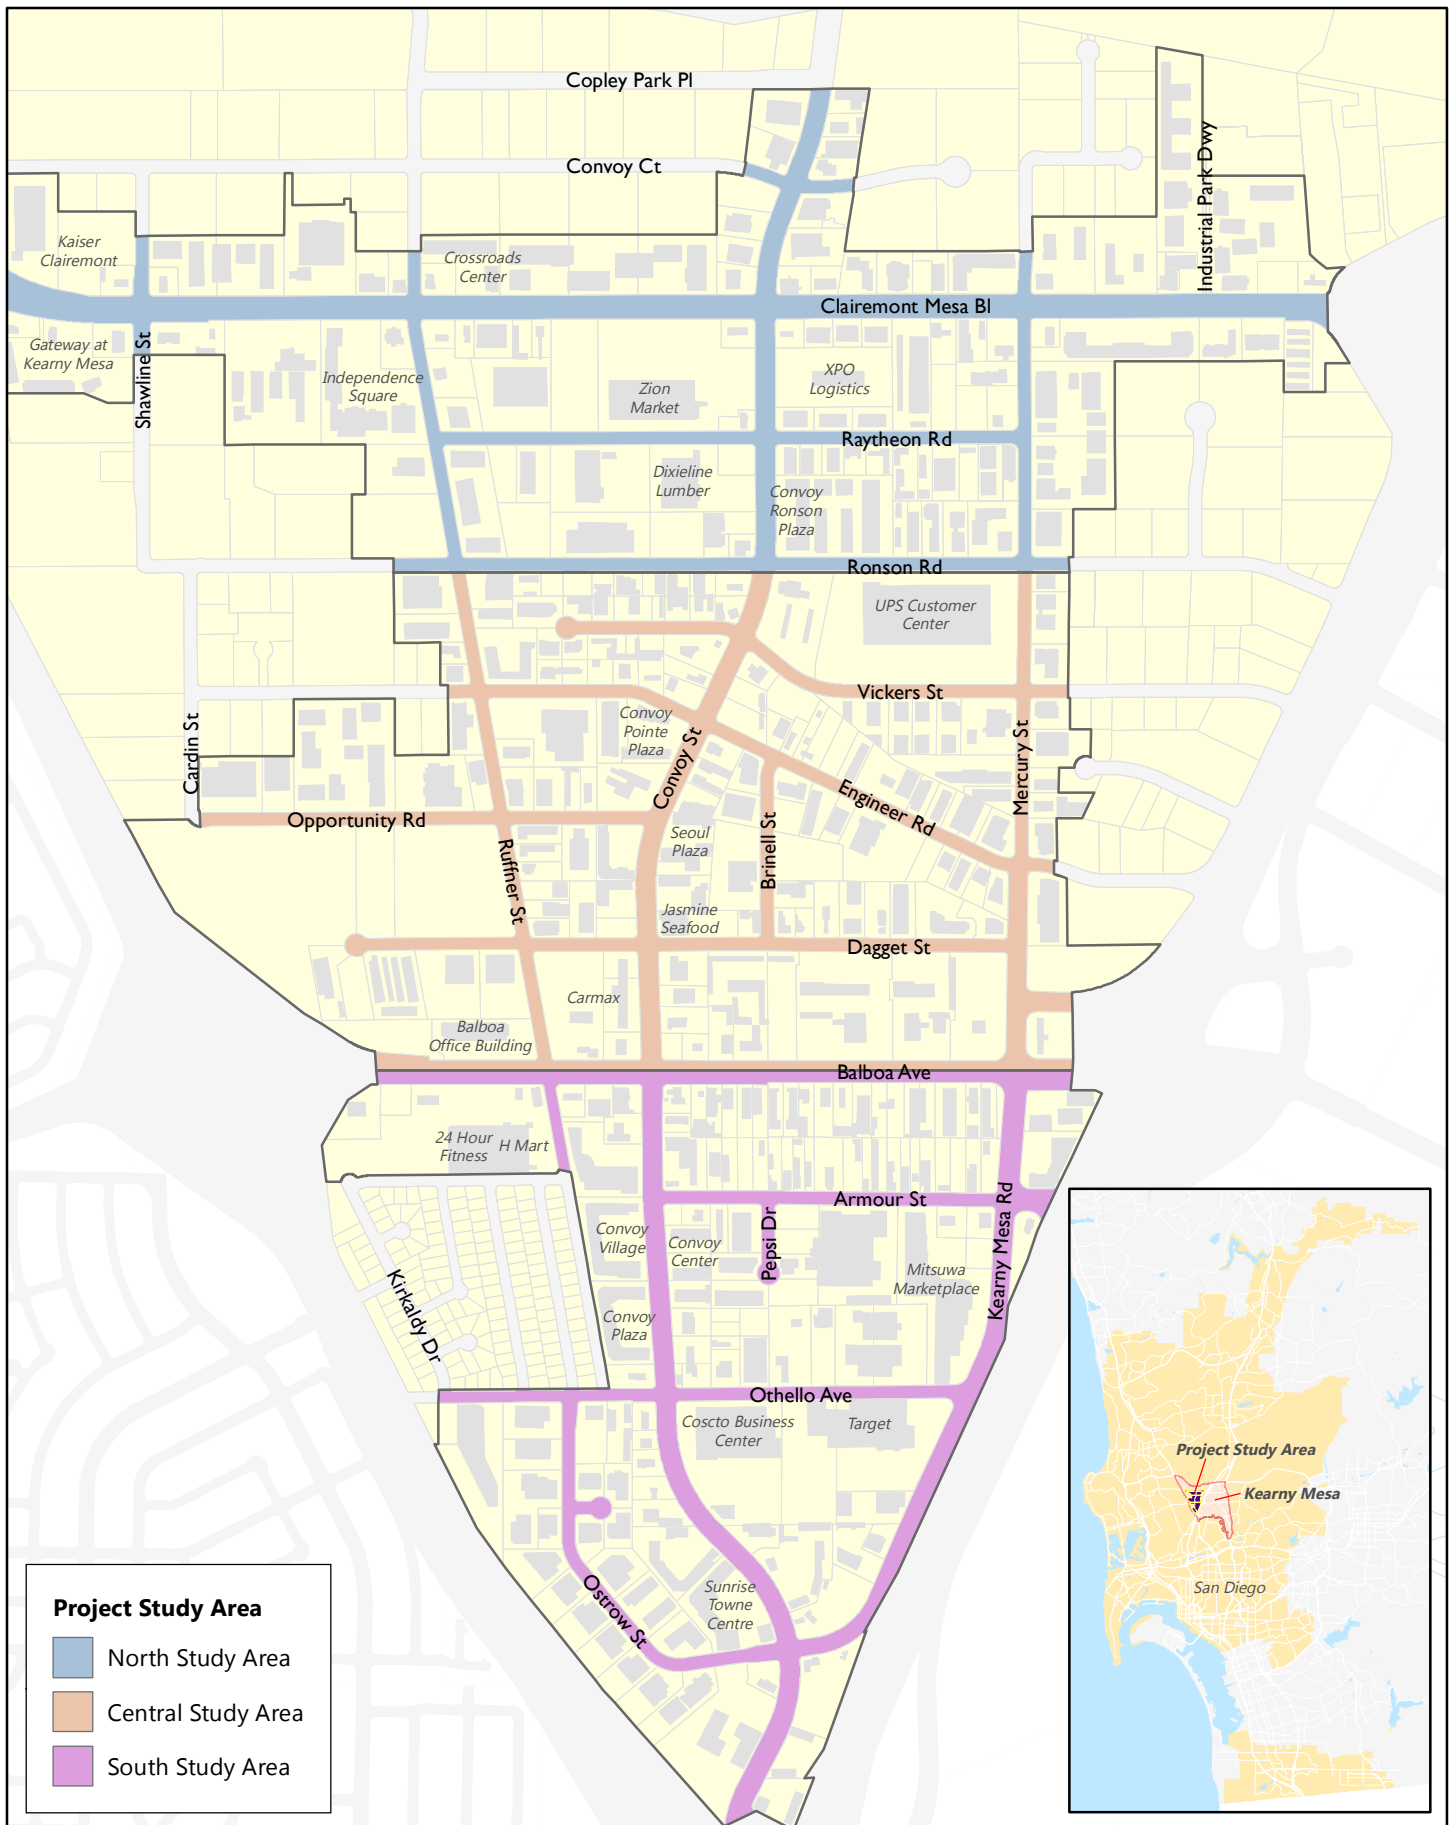 Copley Park Pl
Convoy Ct
Industrial Park Dwy
Kaiser
Clairemont
Crossroads
Center
Clairemont Mesa Bl
Gateway at
Kearny Mesa
Shawline St
Independence
Square
Zion
Market
XPO
Logistics
Raytheon Rd
Dixieline
Lumber
Convoy
Ronson
Plaza
Ronson Rd
UPS Customer
Center
Vickers St
Cardin St
Convoy
Pointe
Plaza
Convoy St
Mercury St
Engineer Rd
Opportunity Rd
Ruffner St
Seoul
Plaza
Brinell St
Jasmine
Seafood
Dagget St
Carmax
Balboa
Office Building
Balboa Ave
24 Hour
Fitness
H Mart
Armour St
Kearny Mesa Rd
Pepsi Dr
Convoy
Village
Convoy
Center
Mitsuwa
Marketplace
Kirkaldy Dr
Convoy
Plaza
Othello Ave
Coscto Business
Center
Target
Ostrow St
Sunrise
Towne
Centre
Project Study Area
Kearny Mesa
San Diego
Project Study Area
North Study Area
Central Study Area
South Study Area